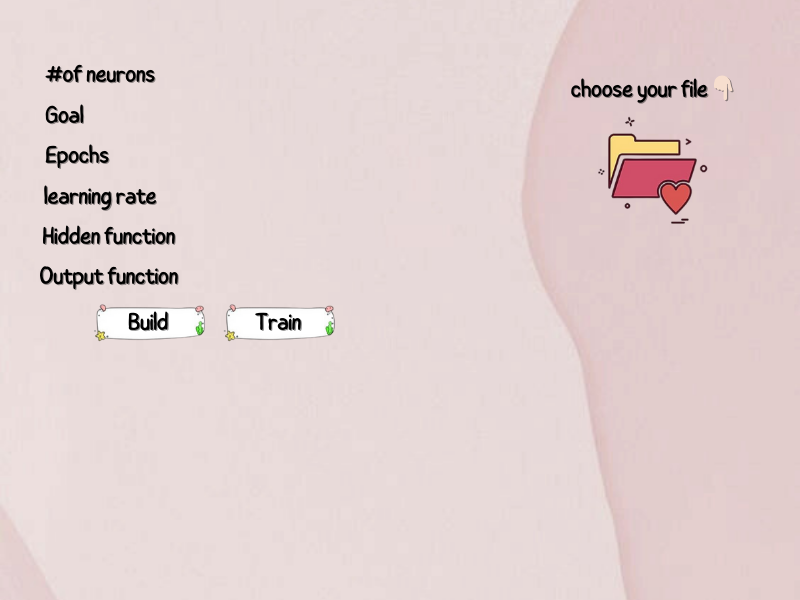 #of neurons
Goal
Epochs
learning rate
Hidden function
Output function
Build
Train
choose your file 👇🏻